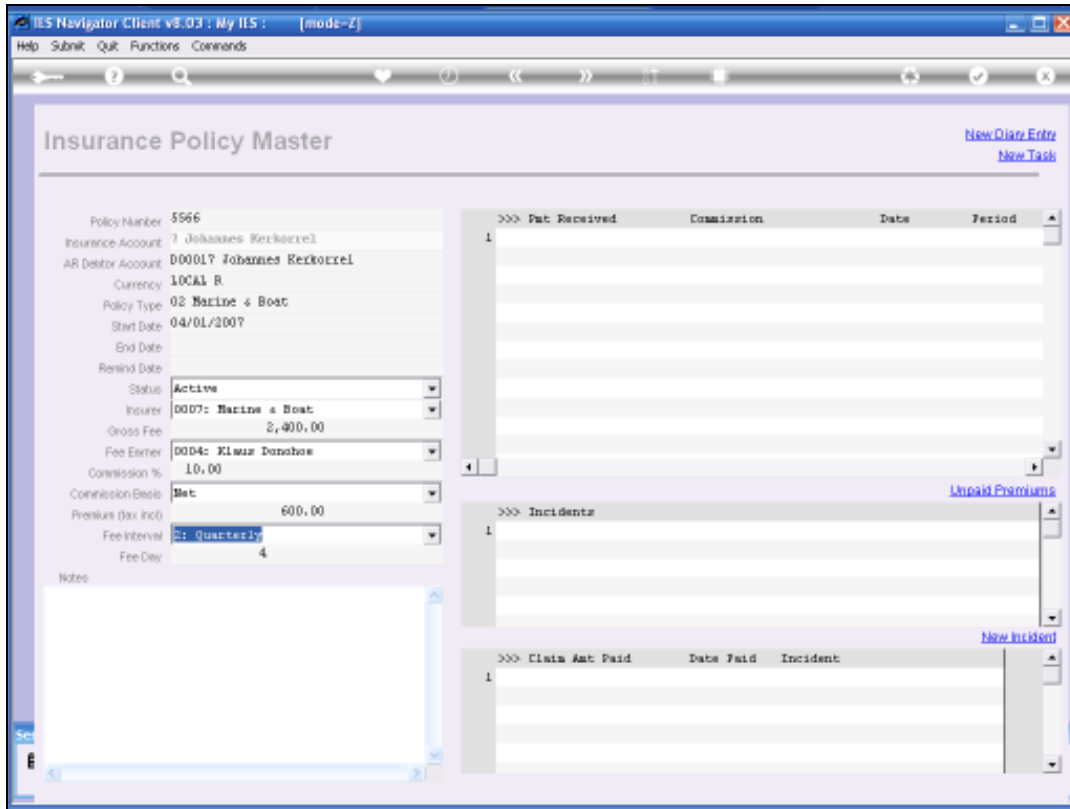 IES Navigator Client v8.03 : My IES : [mode-Z]
Help Submit Quit Functions Commands
Insurance Policy Master
New Diary Entry
New Task
Policy Number 5566
Insurance Account 7 Johannes Kerkorrel
AR Debtor Account D00017 Johannes Kerkorrel
Currency LOCAL R
Policy Type 02 Marine & Boat
Start Date 04/01/2007
End Date
Remind Date
Status Active
Insurer 0007: Marine & Boat
Gross Fee 2,400.00
Fee Earner 0004: Klaus Donohoe
Commission % 10.00
Commission Basis Net
Premium (tax incl) 600.00
Fee Interval 2: Quarterly
Fee Day 4
Notes
>>> Pmt Received Commission Date Period
1
Unpaid Premiums
>>> Incidents
1
New Incident
>>> Claim Amt Paid Date Paid Incident
1